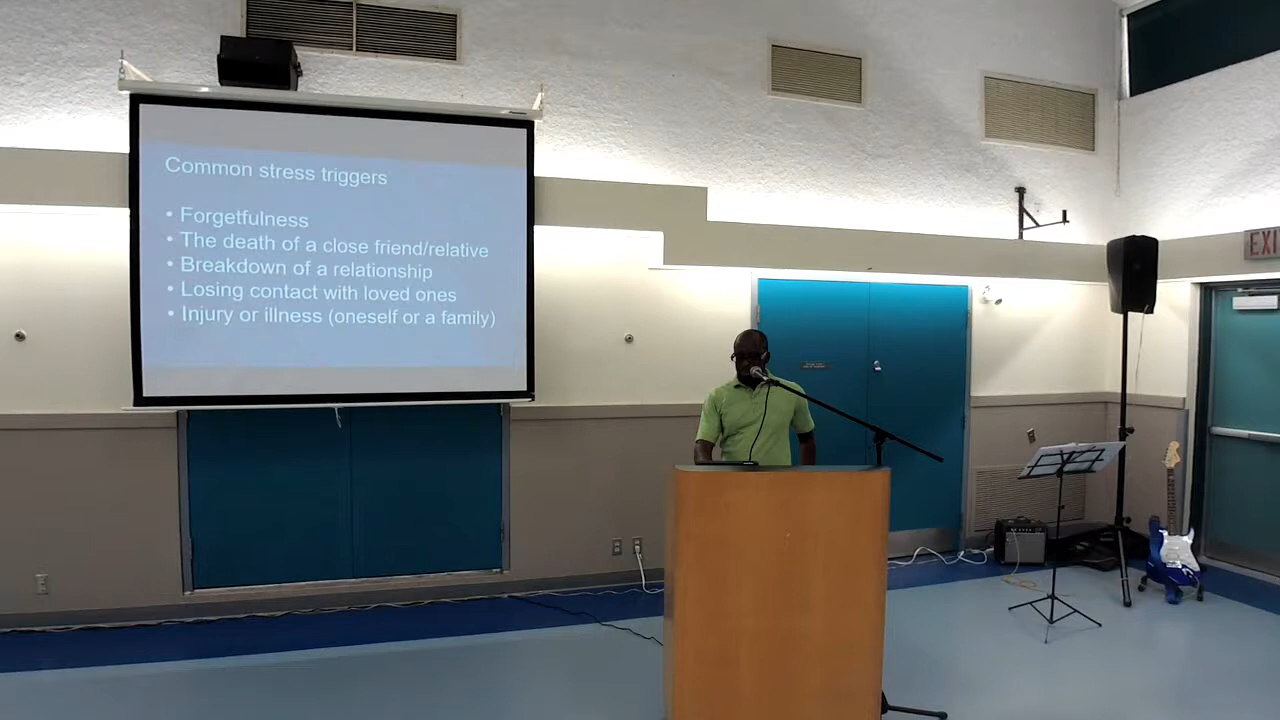 Common stress triggers
• Forgetfulness
• The death of a close friend/relative
• Breakdown of a relationship
• Losing contact with loved ones
• Injury or illness (oneself or a family)
EXI